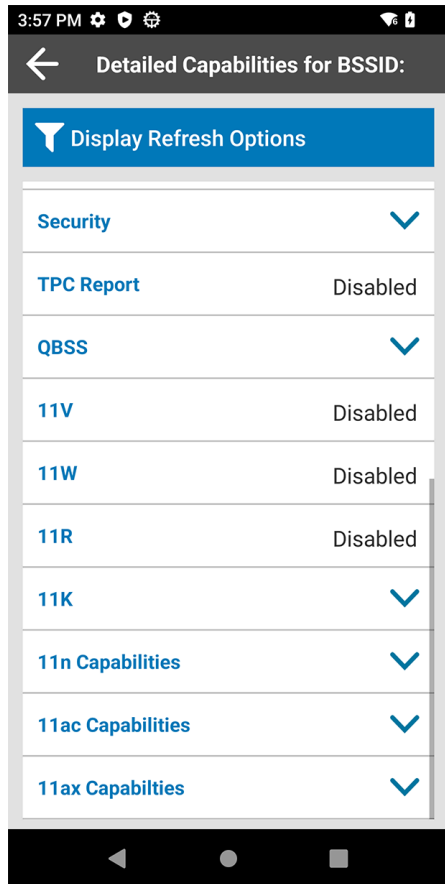 3:57 PM
6
Detailed Capabilities for BSSID:
Display Refresh Options
Security
TPC Report Disabled
QBSS
11V Disabled
11W Disabled
11R Disabled
11K
11n Capabilities
11ac Capabilities
11ax Capabilties